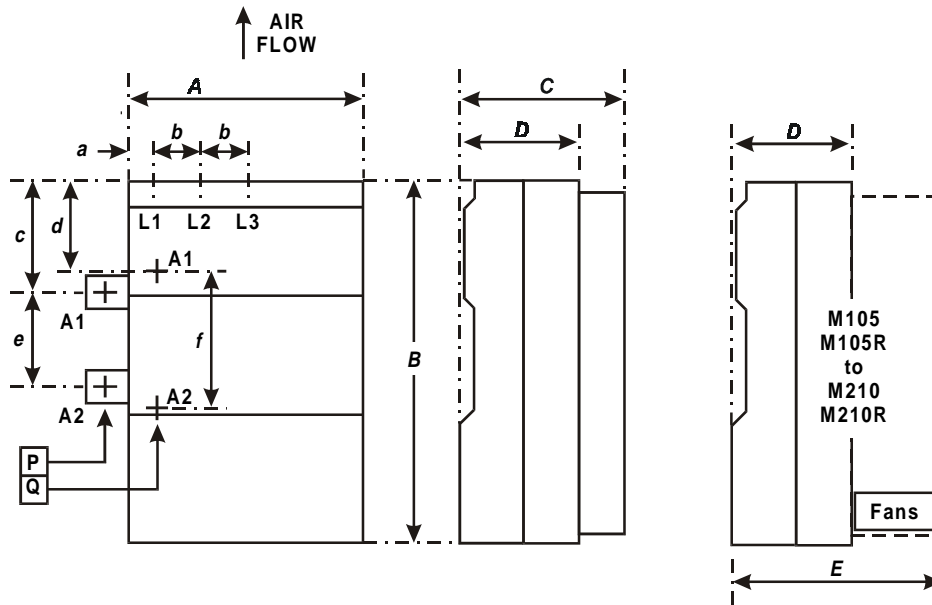 AIR
FLOW
A
C
D
D
a
b
b
c
d
L1
L2
L3
A1
A1
e
f
B
M105
M105R
to
M210
M210R
A2
A2
P
Q
Fans
E